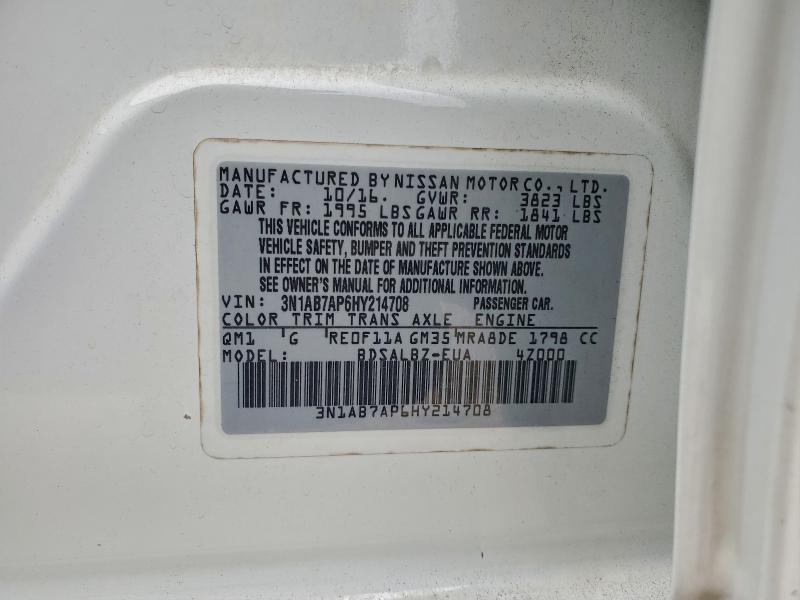 MANUFACTURED BY NISSAN MOTOR CO., LTD.
DATE: 10/16. GVWR: 3823 LBS
GAWR FR: 1995 LBS GAWR RR: 1841 LBS
THIS VEHICLE CONFORMS TO ALL APPLICABLE FEDERAL MOTOR
VEHICLE SAFETY, BUMPER AND THEFT PREVENTION STANDARDS
IN EFFECT ON THE DATE OF MANUFACTURE SHOWN ABOVE.
SEE OWNER'S MANUAL FOR ADDITIONAL INFORMATION.
VIN: 3N1AB7AP6HY214708 PASSENGER CAR.
COLOR TRIM TRANS AXLE ENGINE
QM1 G RE0F11A GM35 MRA8DE 1798 CC
MODEL: BDSALBZ-EUA 4Z000
3N1AB7AP6HY214708